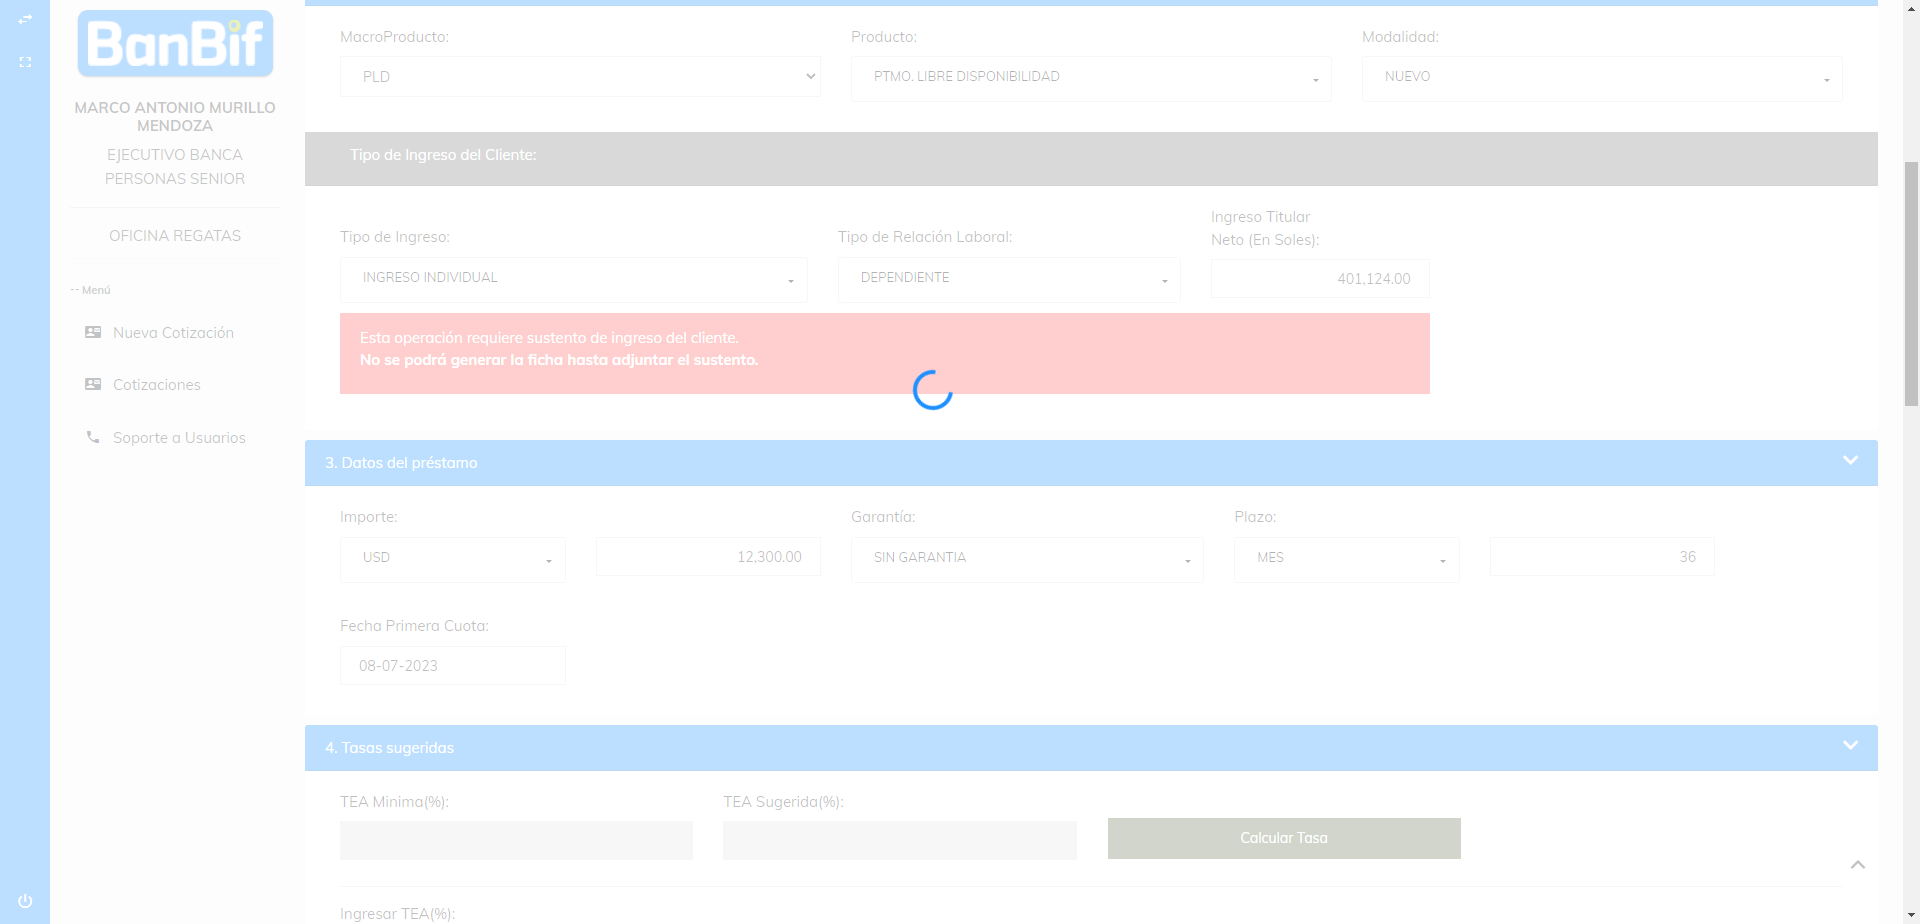 BanBif
MARCO ANTONIO MURILLO
MENDOZA
EJECUTIVO BANCA
PERSONAS SENIOR
OFICINA REGATAS
-- Menú
Nueva Cotización
Cotizaciones
Soporte a Usuarios
MacroProducto:
Producto:
Modalidad:
PLD
PTMO. LIBRE DISPONIBILIDAD
NUEVO
Tipo de Ingreso del Cliente:
Tipo de Ingreso:
Tipo de Relación Laboral:
Ingreso Titular
Neto (En Soles):
INGRESO INDIVIDUAL
DEPENDIENTE
401,124.00
Esta operación requiere sustento de ingreso del cliente.
No se podrá generar la ficha hasta adjuntar el sustento.
3. Datos del préstamo
Importe:
Garantía:
Plazo:
USD
12,300.00
SIN GARANTIA
MES
36
Fecha Primera Cuota:
08-07-2023
4. Tasas sugeridas
TEA Minima(%):
TEA Sugerida(%):
Calcular Tasa
Ingresar TEA(%):